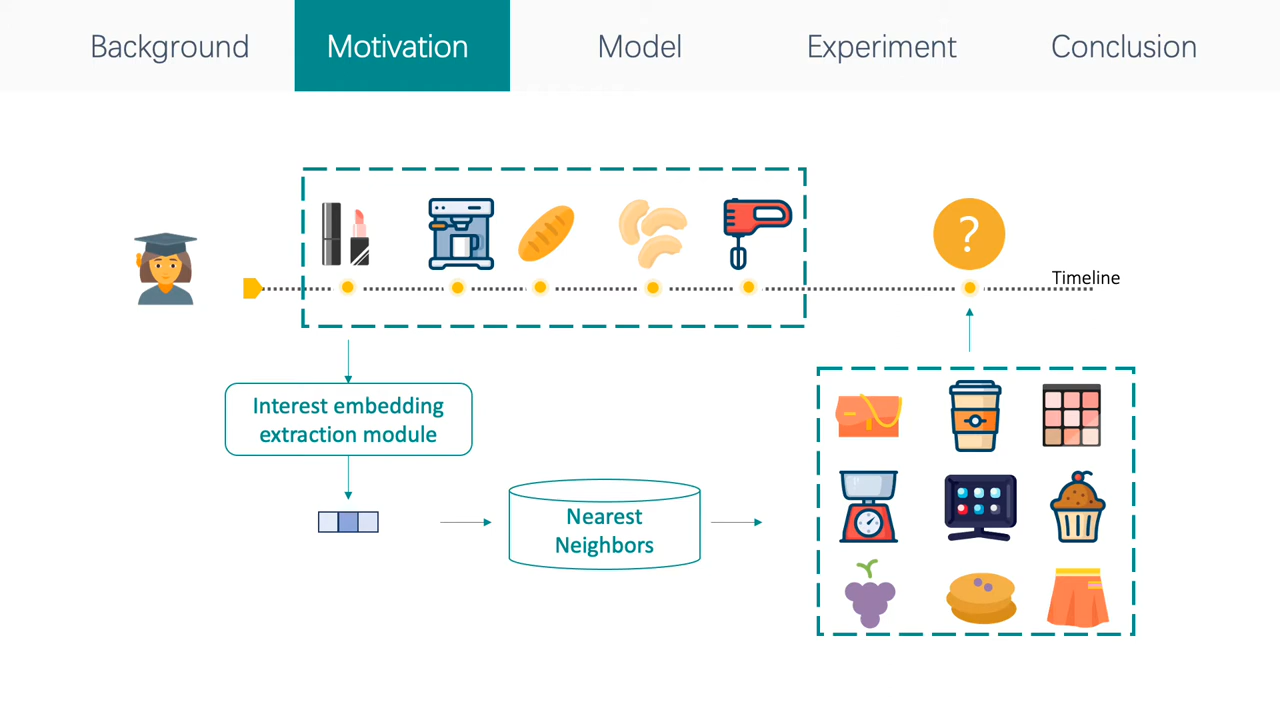 Background Motivation Model Experiment Conclusion
?
Timeline
Interest embedding
extraction module
Nearest
Neighbors